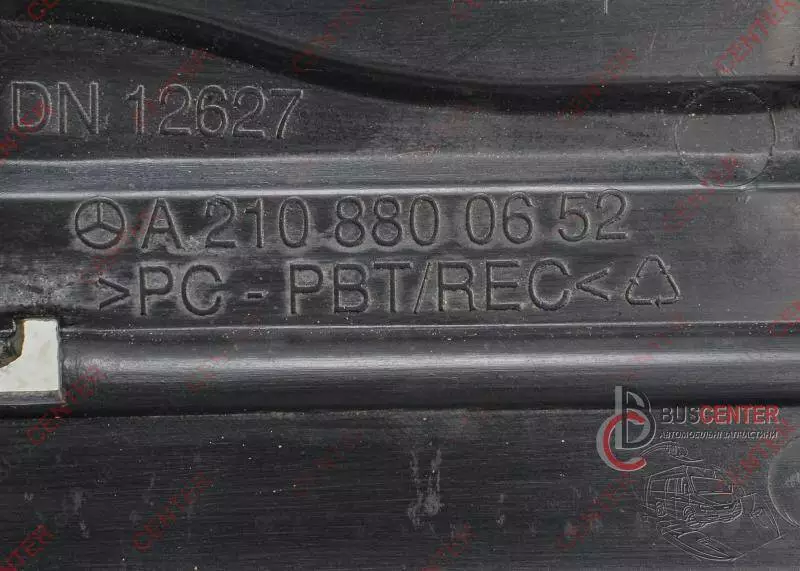 DN 12627
A 210 880 06 52
>PC - PBT/REC<
BUSCENTER
АВТОМОБІЛЬНІ ЗАПЧАСТИНИ